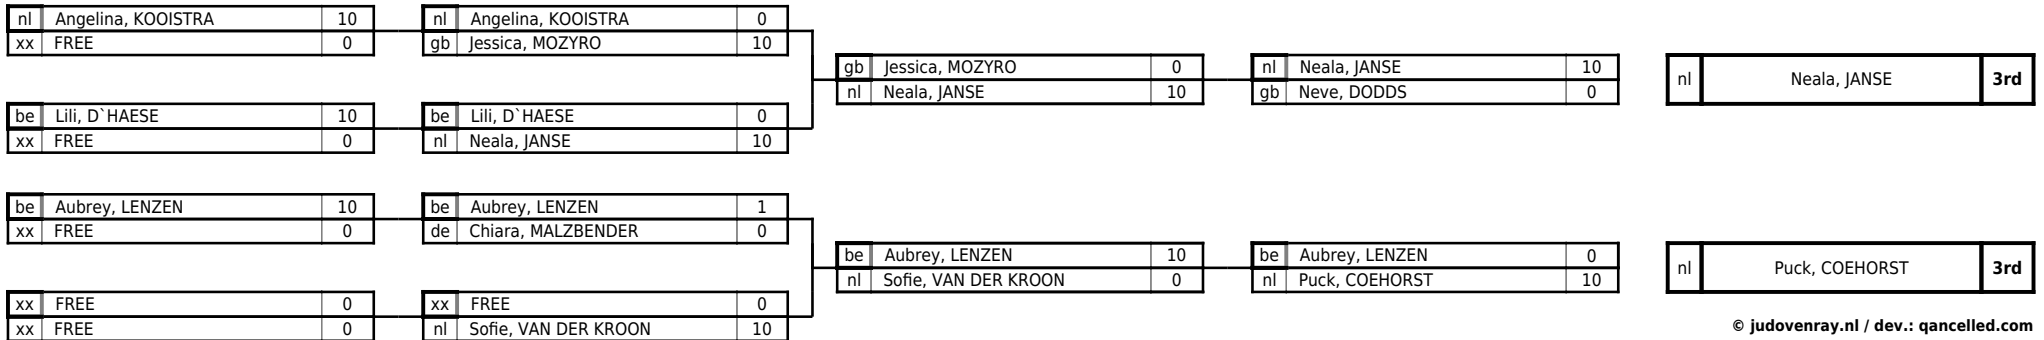 nl Angelina, KOOISTRA 10
xx FREE 0
be Lili, D`HAESE 10
xx FREE 0
be Aubrey, LENZEN 10
xx FREE 0
xx FREE 0
xx FREE 0
nl Angelina, KOOISTRA 0
gb Jessica, MOZYRO 10
be Lili, D`HAESE 0
nl Neala, JANSE 10
be Aubrey, LENZEN 1
de Chiara, MALZBENDER 0
xx FREE 0
nl Sofie, VAN DER KROON 10
gb Jessica, MOZYRO 0
nl Neala, JANSE 10
be Aubrey, LENZEN 10
nl Sofie, VAN DER KROON 0
nl Neala, JANSE 10
gb Neve, DODDS 0
be Aubrey, LENZEN 0
nl Puck, COEHORST 10
nl Neala, JANSE 3rd
nl Puck, COEHORST 3rd
© judovenray.nl / dev.: qancelled.com